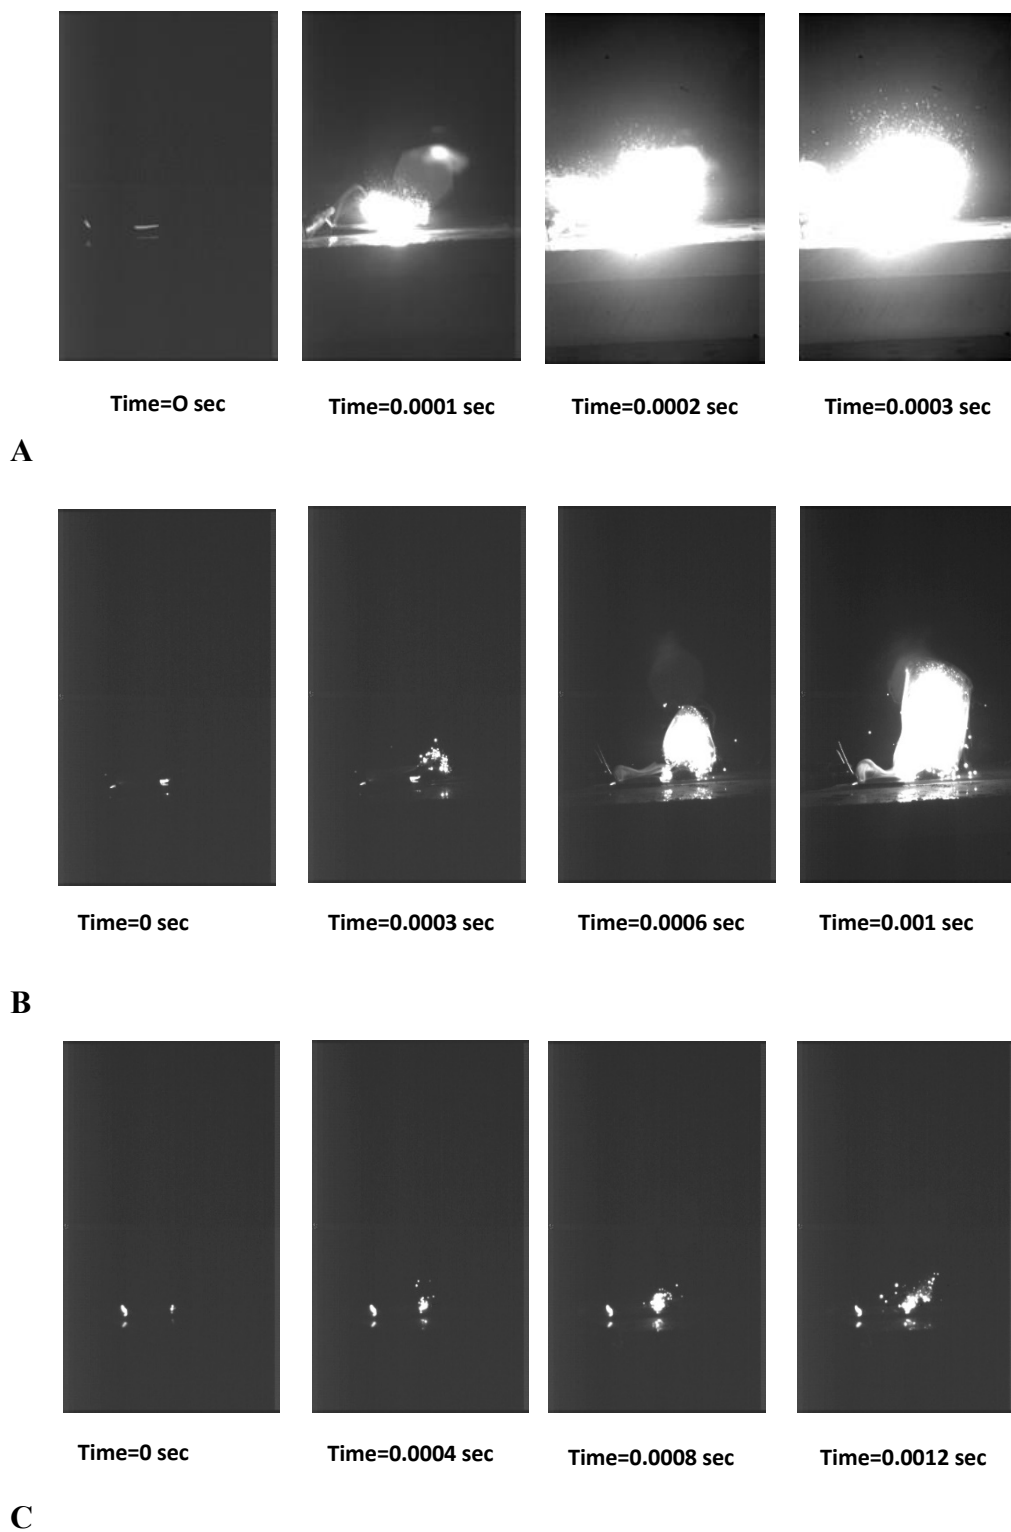 Time=O sec
Time=0.0001 sec
Time=0.0002 sec
Time=0.0003 sec
A
Time=0 sec
Time=0.0003 sec
Time=0.0006 sec
Time=0.001 sec
B
Time=0 sec
Time=0.0004 sec
Time=0.0008 sec
Time=0.0012 sec
C